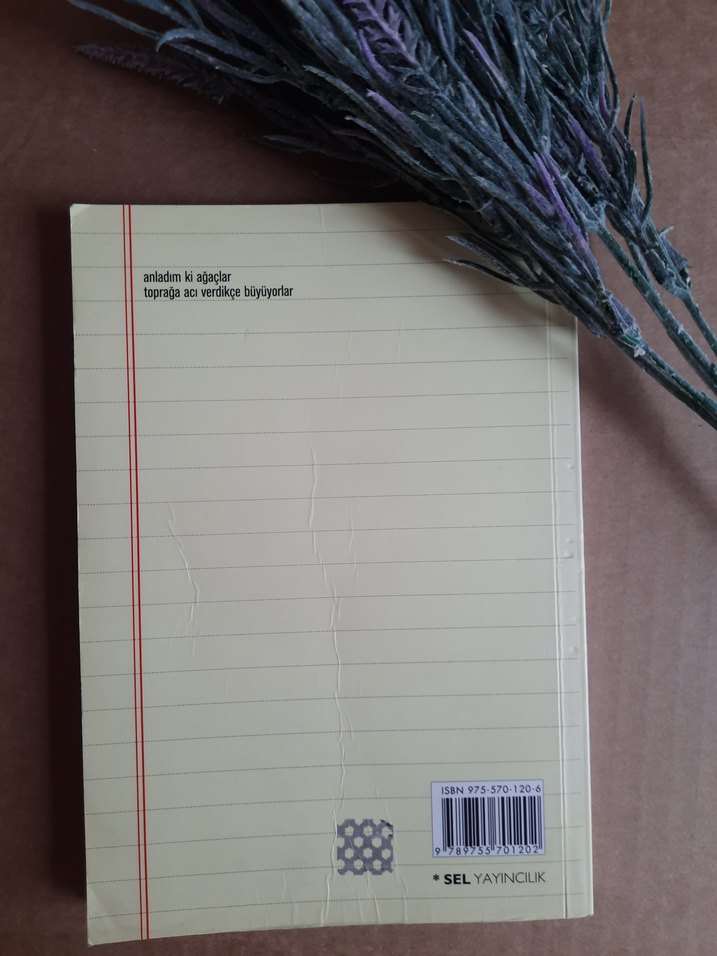 anladım ki ağaçlar
toprağa acı verdikçe büyüyorlar
ISBN 975-570-120-6
9 789755 701202
* SEL YAYINCILIK